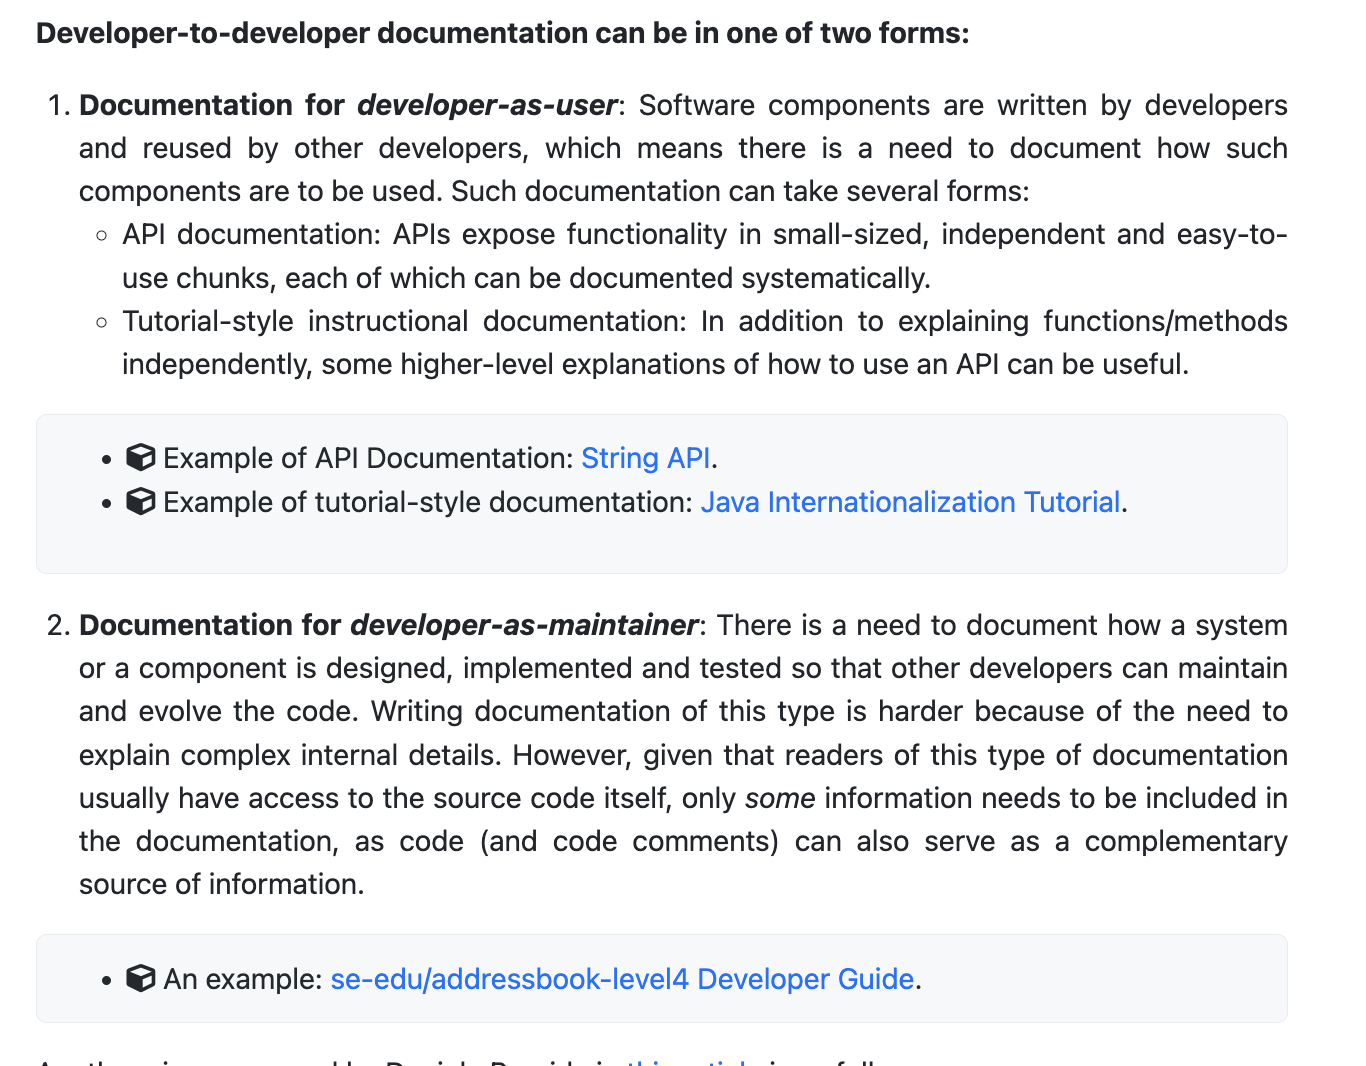 Developer-to-developer documentation can be in one of two forms:
1. Documentation for developer-as-user: Software components are written by developers
and reused by other developers, which means there is a need to document how such
components are to be used. Such documentation can take several forms:
API documentation: APIs expose functionality in small-sized, independent and easy-to-
use chunks, each of which can be documented systematically.
Tutorial-style instructional documentation: In addition to explaining functions/methods
independently, some higher-level explanations of how to use an API can be useful.
Example of API Documentation: String API.
Example of tutorial-style documentation: Java Internationalization Tutorial.
2. Documentation for developer-as-maintainer: There is a need to document how a system
or a component is designed, implemented and tested so that other developers can maintain
and evolve the code. Writing documentation of this type is harder because of the need to
explain complex internal details. However, given that readers of this type of documentation
usually have access to the source code itself, only some information needs to be included in
the documentation, as code (and code comments) can also serve as a complementary
source of information.
An example: se-edu/addressbook-level4 Developer Guide.